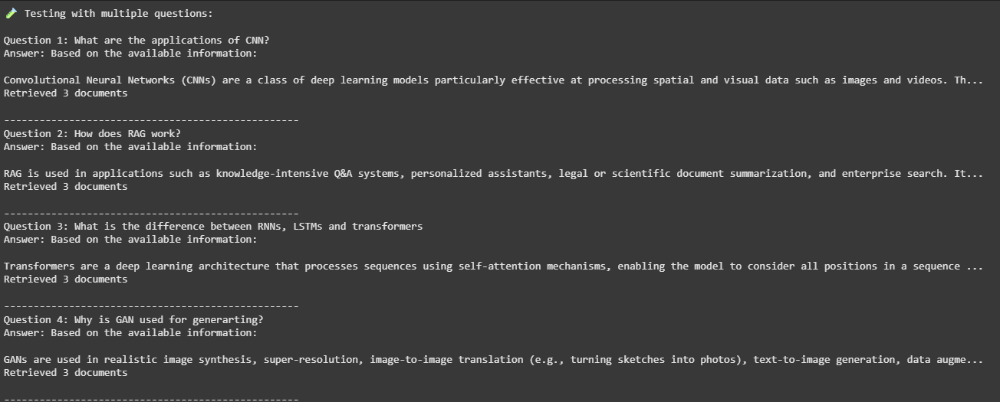 🧪 Testing with multiple questions:
Question 1: What are the applications of CNN?
Answer: Based on the available information:
Convolutional Neural Networks (CNNs) are a class of deep learning models particularly effective at processing spatial and visual data such as images and videos. Th...
Retrieved 3 documents
--------------------------------------------------
Question 2: How does RAG work?
Answer: Based on the available information:
RAG is used in applications such as knowledge-intensive Q&A systems, personalized assistants, legal or scientific document summarization, and enterprise search. It...
Retrieved 3 documents
--------------------------------------------------
Question 3: What is the difference between RNNs, LSTMs and transformers
Answer: Based on the available information:
Transformers are a deep learning architecture that processes sequences using self-attention mechanisms, enabling the model to consider all positions in a sequence ...
Retrieved 3 documents
--------------------------------------------------
Question 4: Why is GAN used for generarting?
Answer: Based on the available information:
GANs are used in realistic image synthesis, super-resolution, image-to-image translation (e.g., turning sketches into photos), text-to-image generation, data augme...
Retrieved 3 documents
--------------------------------------------------